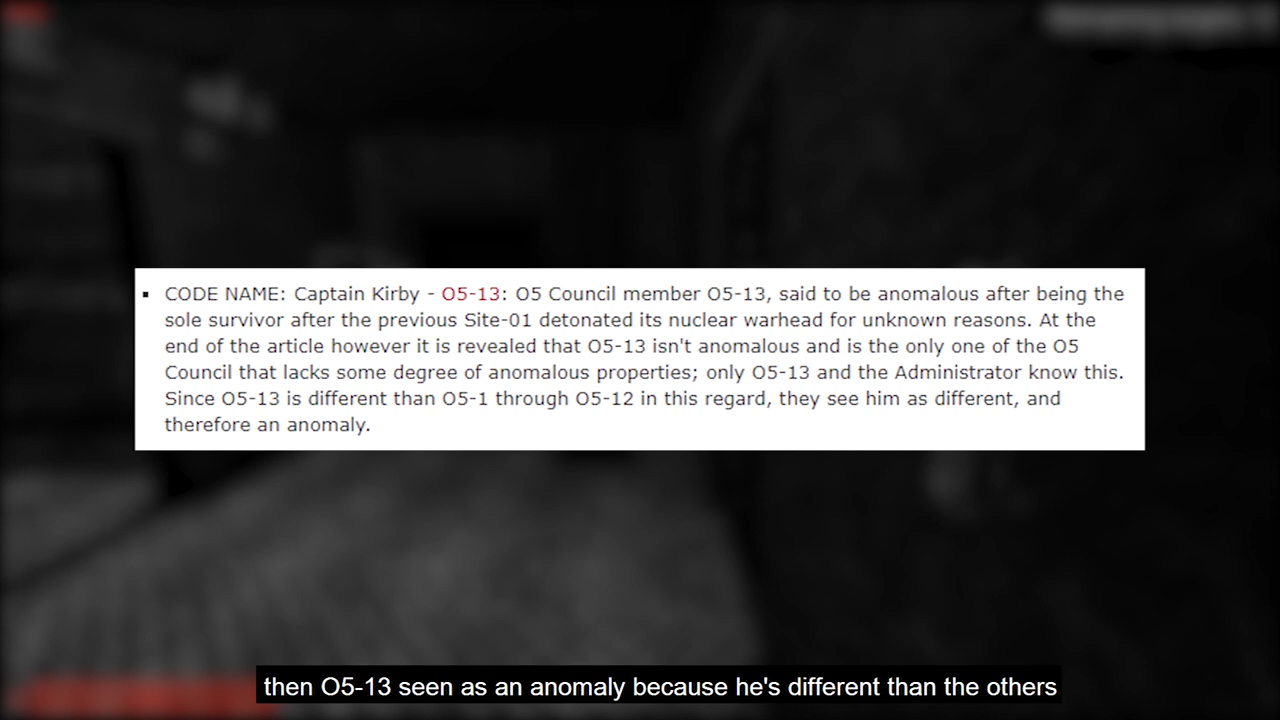 ▪ CODE NAME: Captain Kirby - O5-13: O5 Council member O5-13, said to be anomalous after being the
sole survivor after the previous Site-01 detonated its nuclear warhead for unknown reasons. At the
end of the article however it is revealed that O5-13 isn't anomalous and is the only one of the O5
Council that lacks some degree of anomalous properties; only O5-13 and the Administrator know this.
Since O5-13 is different than O5-1 through O5-12 in this regard, they see him as different, and
therefore an anomaly.
then O5-13 seen as an anomaly because he's different than the others